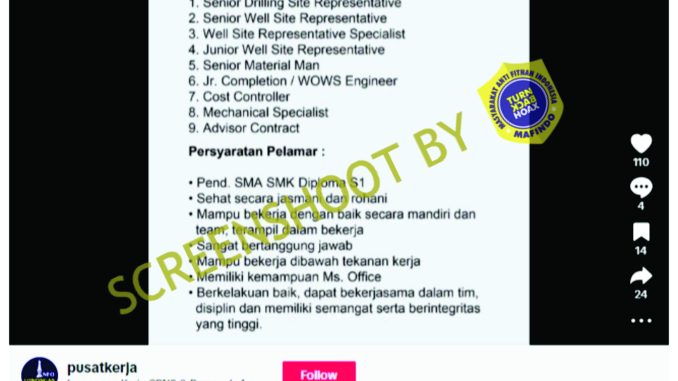 1. Senior Drilling Site Representative
2. Senior Well Site Representative
3. Well Site Representative Specialist
4. Junior Well Site Representative
5. Senior Material Man
6. Jr. Completion / WOWS Engineer
7. Cost Controller
8. Mechanical Specialist
9. Advisor Contract
Persyaratan Pelamar :
• Pend. SMA SMK Diploma S1
• Sehat secara jasmani dan rohani
• Mampu bekerja dengan baik secara mandiri dan
team, terampil dalam bekerja
• Sangat bertanggung jawab
• Mampu bekerja dibawah tekanan kerja
• Memiliki kemampuan Ms. Office
• Berkelakuan baik, dapat bekerjasama dalam tim,
disiplin dan memiliki semangat serta berintegritas
yang tinggi.
SCREENSHOOT BY
MASYARAKAT ANTI FITNAH INDONESIA
TURN
BACK
HOAX
MAFINDO
110
4
14
24
pusatkerja
Follow